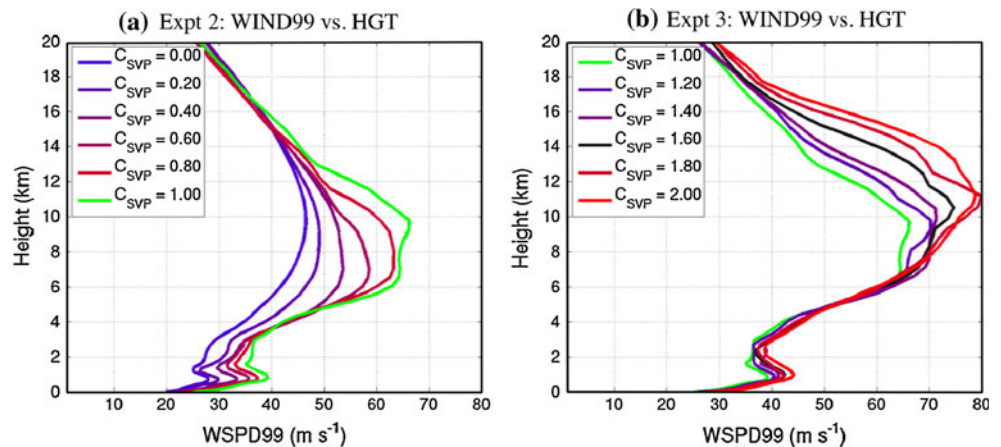 (a) Expt 2: WIND99 vs. HGT
20
18
16
14
12
10
8
6
4
2
0
Height (km)
C_SVP = 0.00
C_SVP = 0.20
C_SVP = 0.40
C_SVP = 0.60
C_SVP = 0.80
C_SVP = 1.00
10 20 30 40 50 60 70 80
WSPD99 (m s⁻¹)
(b) Expt 3: WIND99 vs. HGT
20
18
16
14
12
10
8
6
4
2
0
Height (km)
C_SVP = 1.00
C_SVP = 1.20
C_SVP = 1.40
C_SVP = 1.60
C_SVP = 1.80
C_SVP = 2.00
10 20 30 40 50 60 70 80
WSPD99 (m s⁻¹)